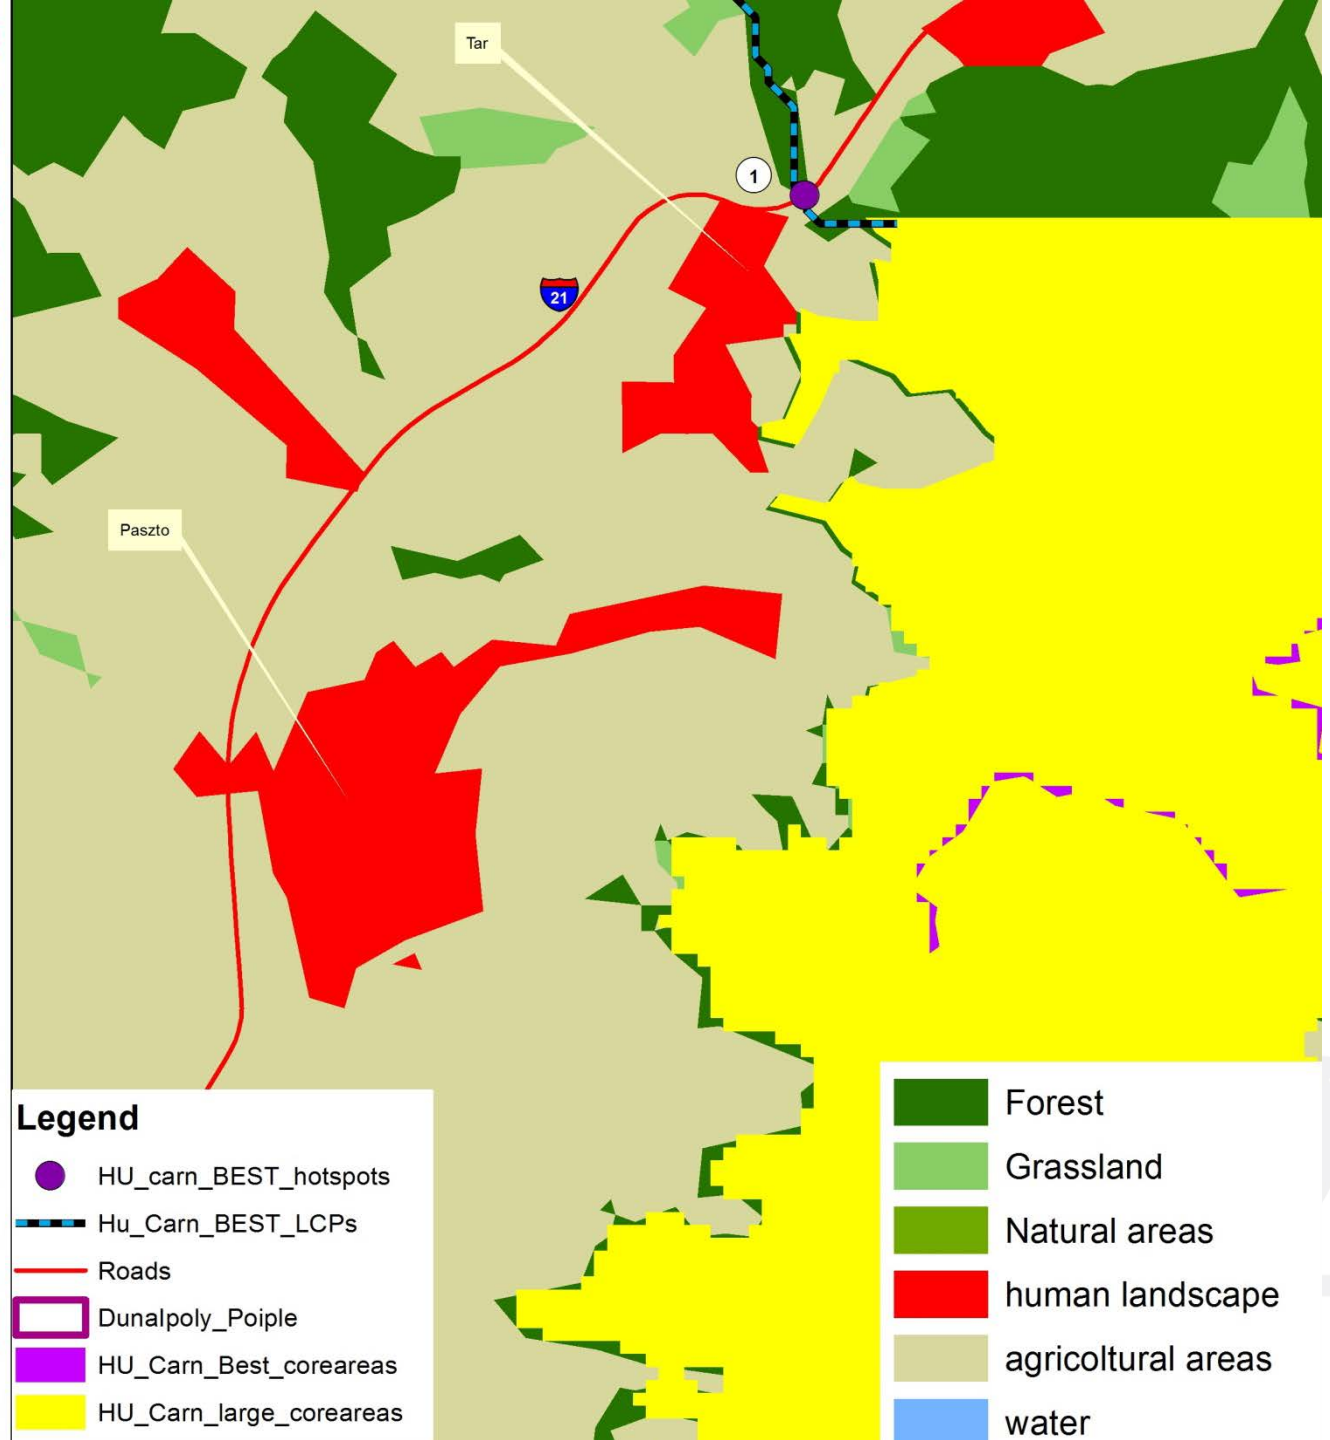 Tar
1
21
Paszto
Legend
HU_carn_BEST_hotspots
Hu_Carn_BEST_LCPs
Roads
Dunalpoly_Poiple
HU_Carn_Best_coreareas
HU_Carn_large_coreareas
Forest
Grassland
Natural areas
human landscape
agricoltural areas
water